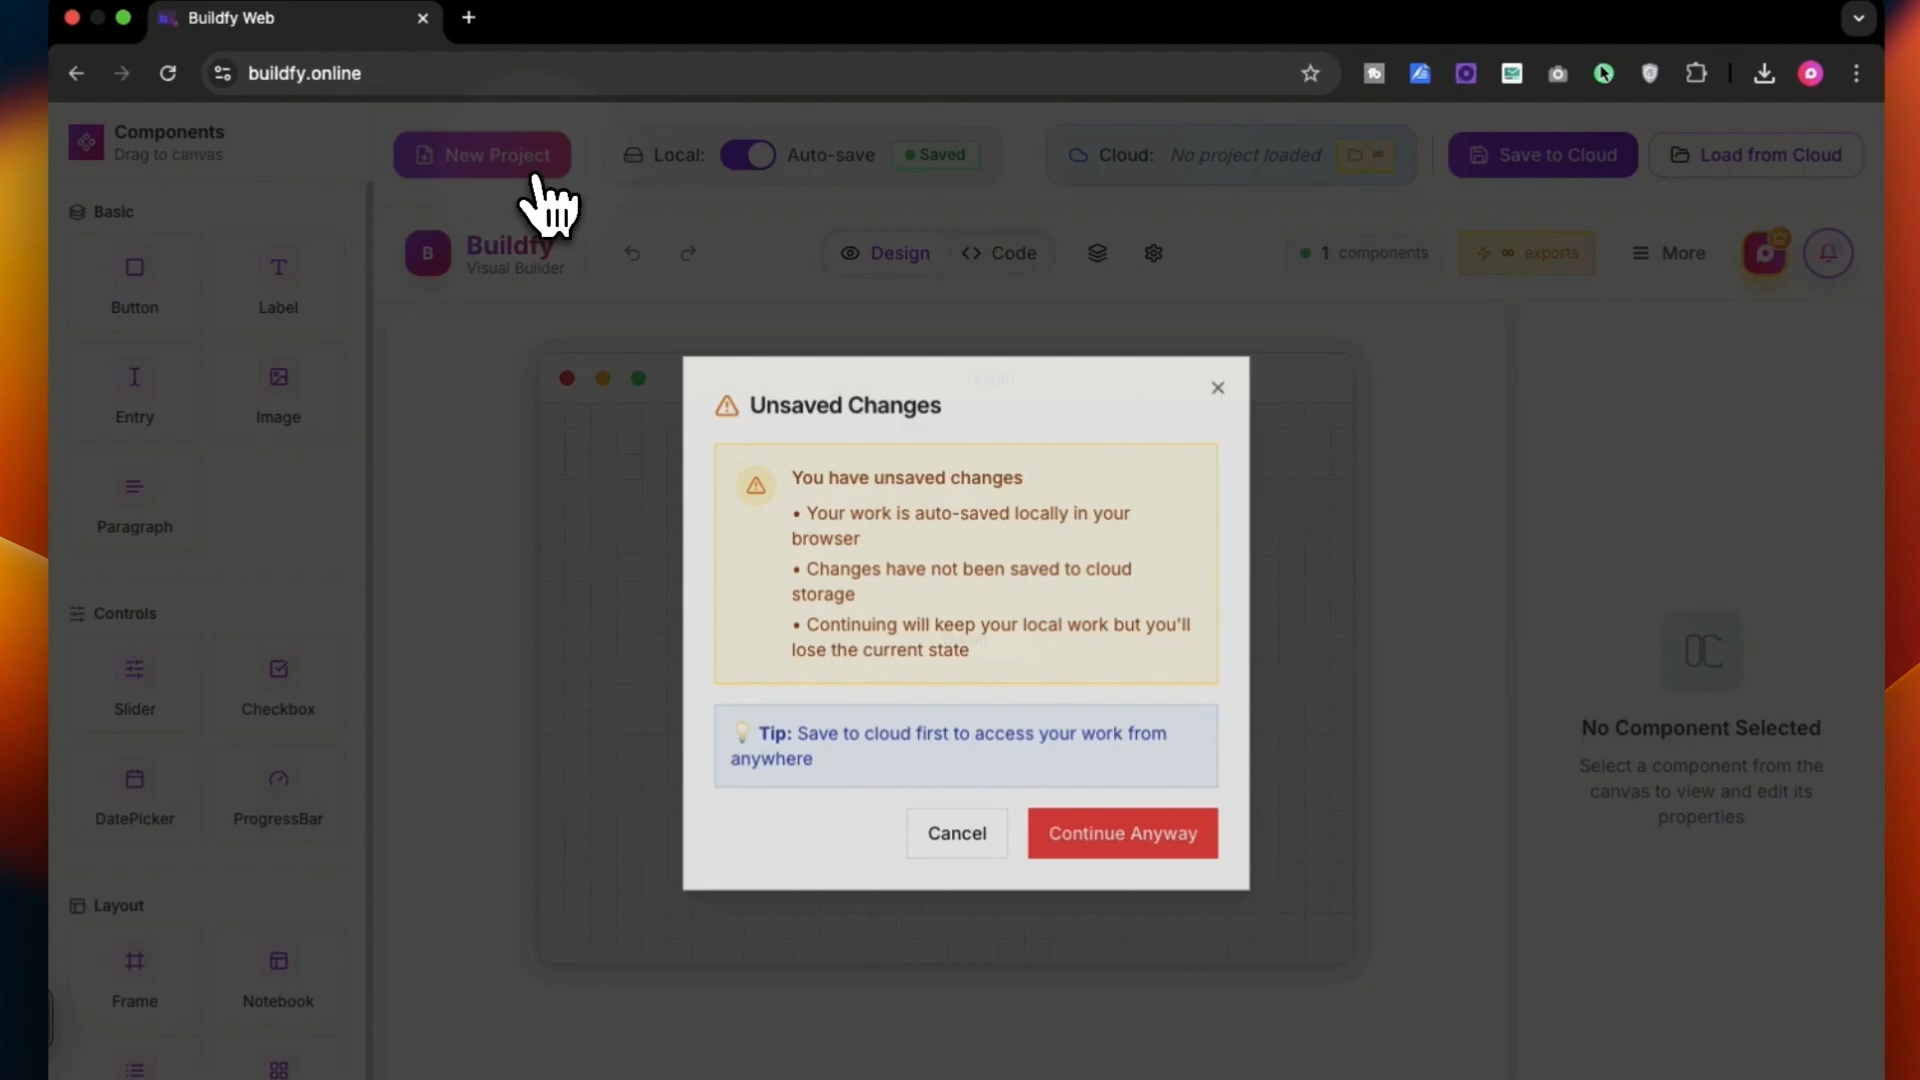 Buildfy Web
buildfy.online
Components
Drag to canvas
New Project
Local:
Auto-save
Saved
Cloud:
No project loaded
∞
Save to Cloud
Load from Cloud
Basic
B
Buildfy
Visual Builder
Design
Code
1 components
∞ exports
More
Button
Label
Entry
Image
Paragraph
Login
Unsaved Changes
You have unsaved changes
• Your work is auto-saved locally in your
browser
• Changes have not been saved to cloud
storage
• Continuing will keep your local work but you'll
lose the current state
💡 Tip: Save to cloud first to access your work from
anywhere
Cancel
Continue Anyway
Controls
Slider
Checkbox
DatePicker
ProgressBar
No Component Selected
Select a component from the
canvas to view and edit its
properties
Layout
Frame
Notebook